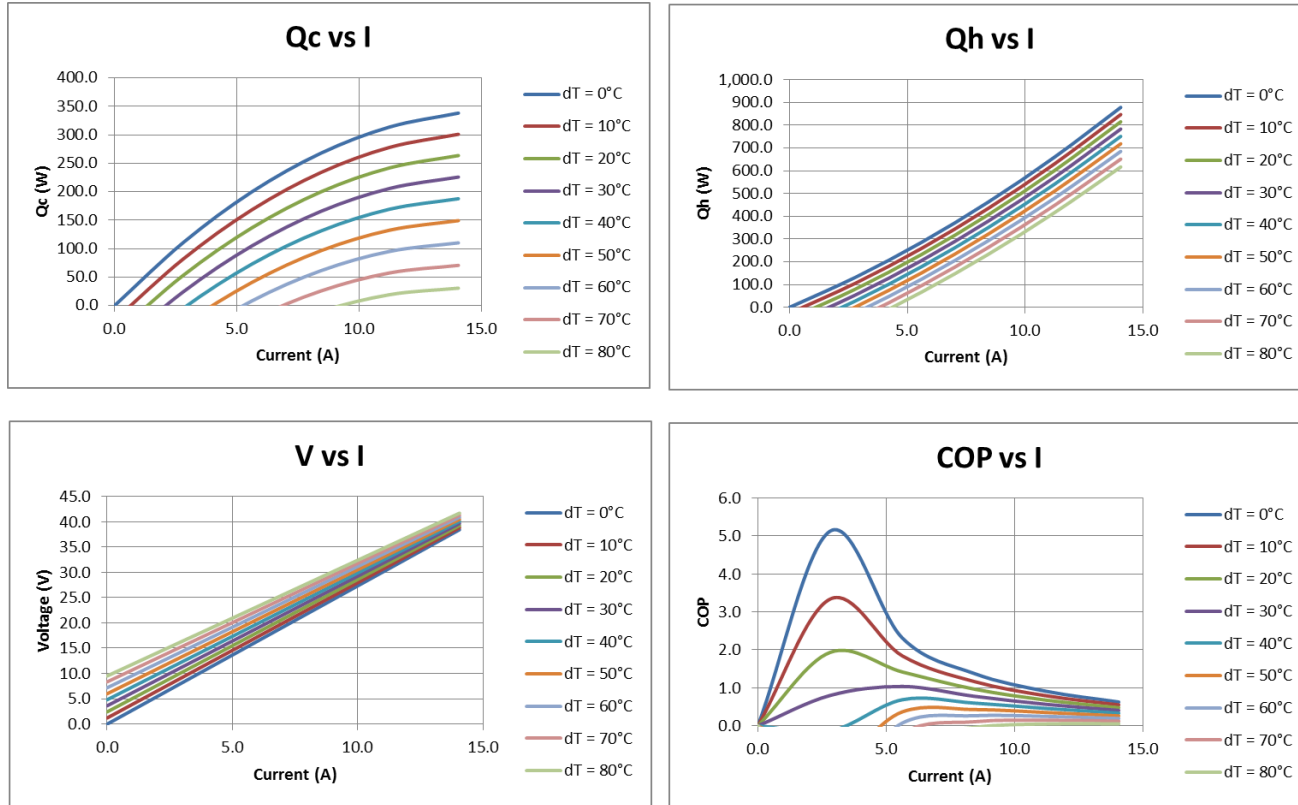 Qc vs I
Qc (W)
400.0
350.0
300.0
250.0
200.0
150.0
100.0
50.0
0.0
0.0 5.0 10.0 15.0
Current (A)
dT = 0°C
dT = 10°C
dT = 20°C
dT = 30°C
dT = 40°C
dT = 50°C
dT = 60°C
dT = 70°C
dT = 80°C
Qh vs I
Qh (W)
1,000.0
900.0
800.0
700.0
600.0
500.0
400.0
300.0
200.0
100.0
0.0
0.0 5.0 10.0 15.0
Current (A)
dT = 0°C
dT = 10°C
dT = 20°C
dT = 30°C
dT = 40°C
dT = 50°C
dT = 60°C
dT = 70°C
dT = 80°C
V vs I
Voltage (V)
45.0
40.0
35.0
30.0
25.0
20.0
15.0
10.0
5.0
0.0
0.0 5.0 10.0 15.0
Current (A)
dT = 0°C
dT = 10°C
dT = 20°C
dT = 30°C
dT = 40°C
dT = 50°C
dT = 60°C
dT = 70°C
dT = 80°C
COP vs I
COP
6.0
5.0
4.0
3.0
2.0
1.0
0.0
0.0 5.0 10.0 15.0
Current (A)
dT = 0°C
dT = 10°C
dT = 20°C
dT = 30°C
dT = 40°C
dT = 50°C
dT = 60°C
dT = 70°C
dT = 80°C